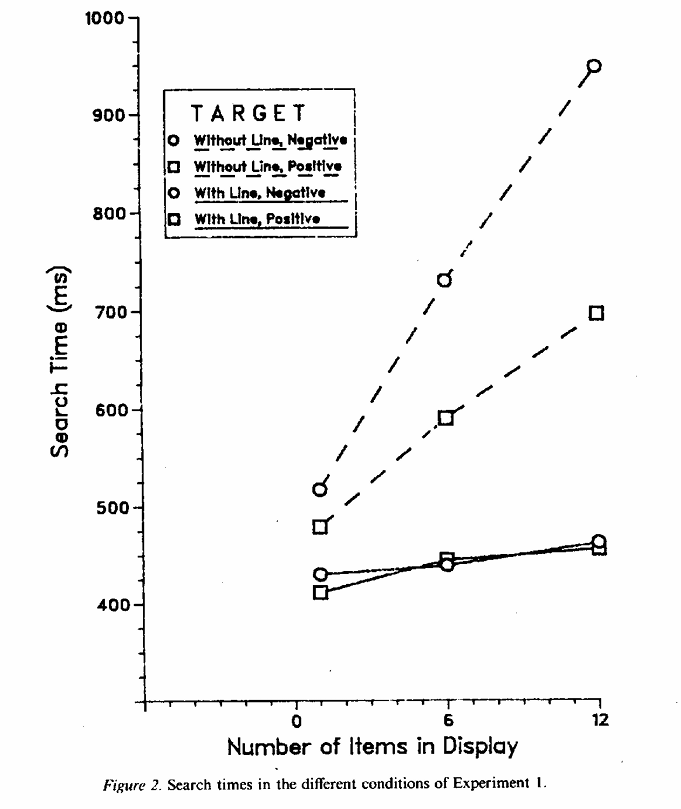 1000
900
800
700
600
500
400
Search Time (ms)
TARGET
Without Line, Negative
Without Line, Positive
With Line, Negative
With Line, Positive
0 6 12
Number of Items in Display
Figure 2. Search times in the different conditions of Experiment 1.